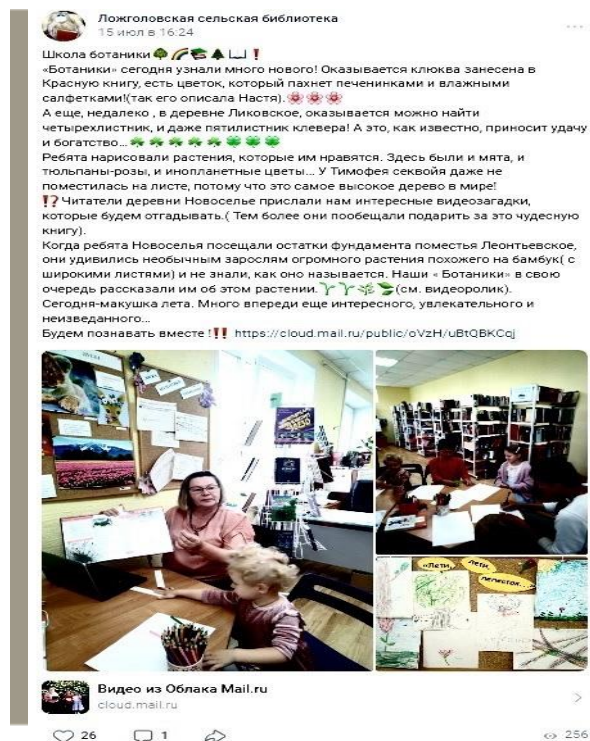 Ложголовская сельская библиотека
15 июл в 16:24
Школа ботаники🌳🌈📚🌲📖❗
«Ботаники» сегодня узнали много нового! Оказывается клюква занесена в
Красную книгу, есть цветок, который пахнет печенинками и влажными
салфетками!(так его описала Настя).🌸🌸🌸
А еще, недалеко , в деревне Ликовское, оказывается можно найти
четырехлистник, и даже пятилистник клевера! А это, как известно, приносит удачу
и богатство...☘☘☘☘☘🍀🍀🍀
Ребята нарисовали растения, которые им нравятся. Здесь были и мята, и
тюльпаны-розы, и инопланетные цветы... У Тимофея секвойя даже не
поместилась на листе, потому что это самое высокое дерево в мире!
⁉Читатели деревни Новоселье прислали нам интересные видеозагадки,
которые будем отгадывать.( Тем более они пообещали подарить за это чудесную
книгу).
Когда ребята Новоселья посещали остатки фундамента поместья Леонтьевское,
они удивились необычным зарослям огромного растения похожего на бамбук( с
широкими листями) и не знали, как оно называется. Наши « Ботаники» в свою
очередь рассказали им об этом растении.🌱🌱🌿🍃(см. видеоролик).
Сегодня-макушка лета. Много впереди еще интересного, увлекательного и
неизведанного...
Будем познавать вместе !‼ https://cloud.mail.ru/public/oVzH/uBtQBKCqj
«Лети,
лети,
лепесток...»
Видео из Облака Mail.ru
cloud.mail.ru
26
1
256